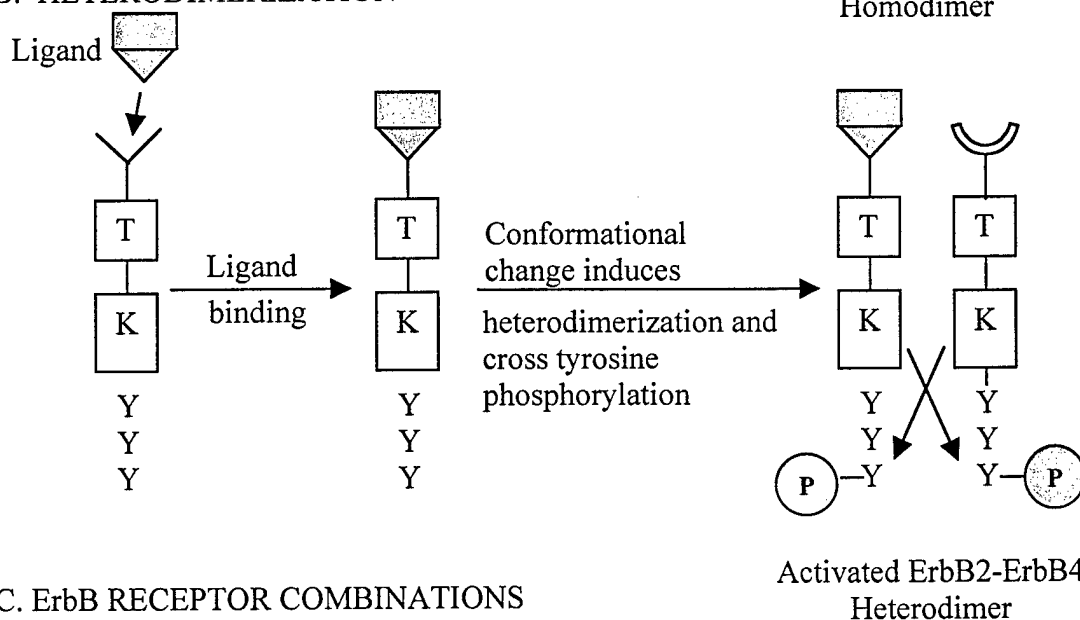 B. HETERODIMERIZATION
Homodimer
Ligand
T
K
Y
Y
Y
Ligand
binding
T
K
Y
Y
Y
Conformational
change induces
heterodimerization and
cross tyrosine
phosphorylation
T
K
Y
Y
P
Y
T
K
Y
Y
Y
P
Activated ErbB2-ErbB4
Heterodimer
C. ErbB RECEPTOR COMBINATIONS